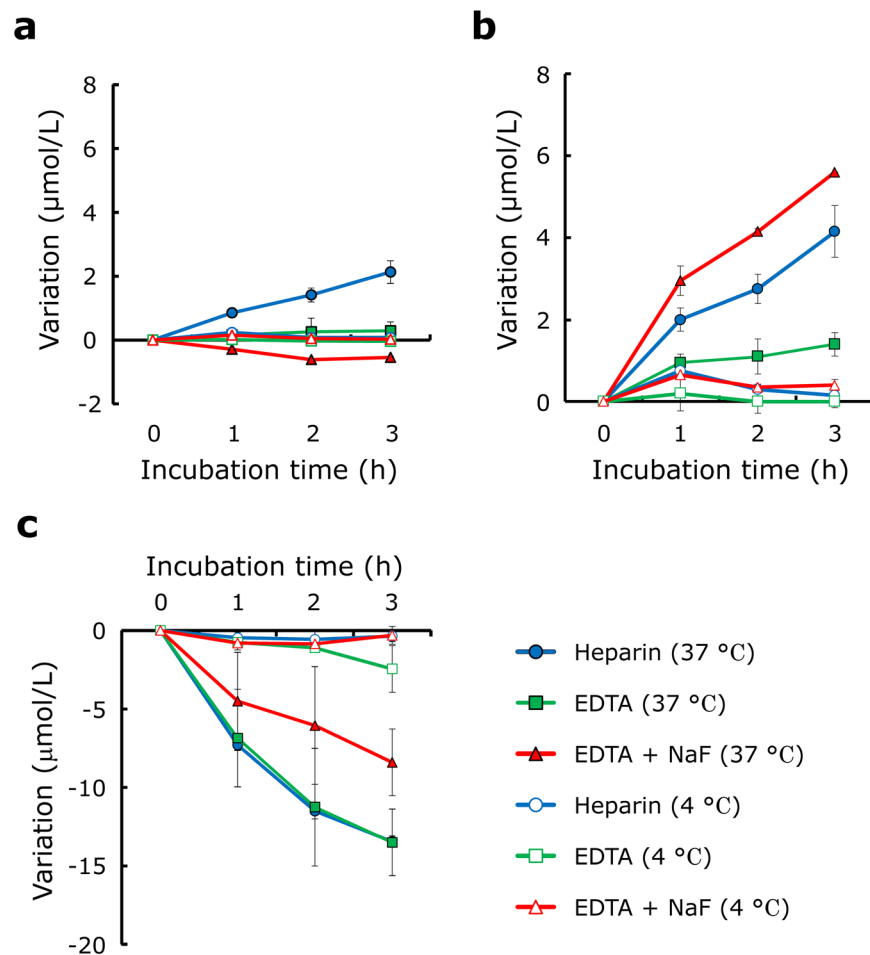 a
Variation (µmol/L)
8
6
4
2
0
-2
0 1 2 3
Incubation time (h)
b
Variation (µmol/L)
8
6
4
2
0
0 1 2 3
Incubation time (h)
c
Incubation time (h)
0 1 2 3
Variation (µmol/L)
0
-5
-10
-15
-20
Heparin (37 °C)
EDTA (37 °C)
EDTA + NaF (37 °C)
Heparin (4 °C)
EDTA (4 °C)
EDTA + NaF (4 °C)